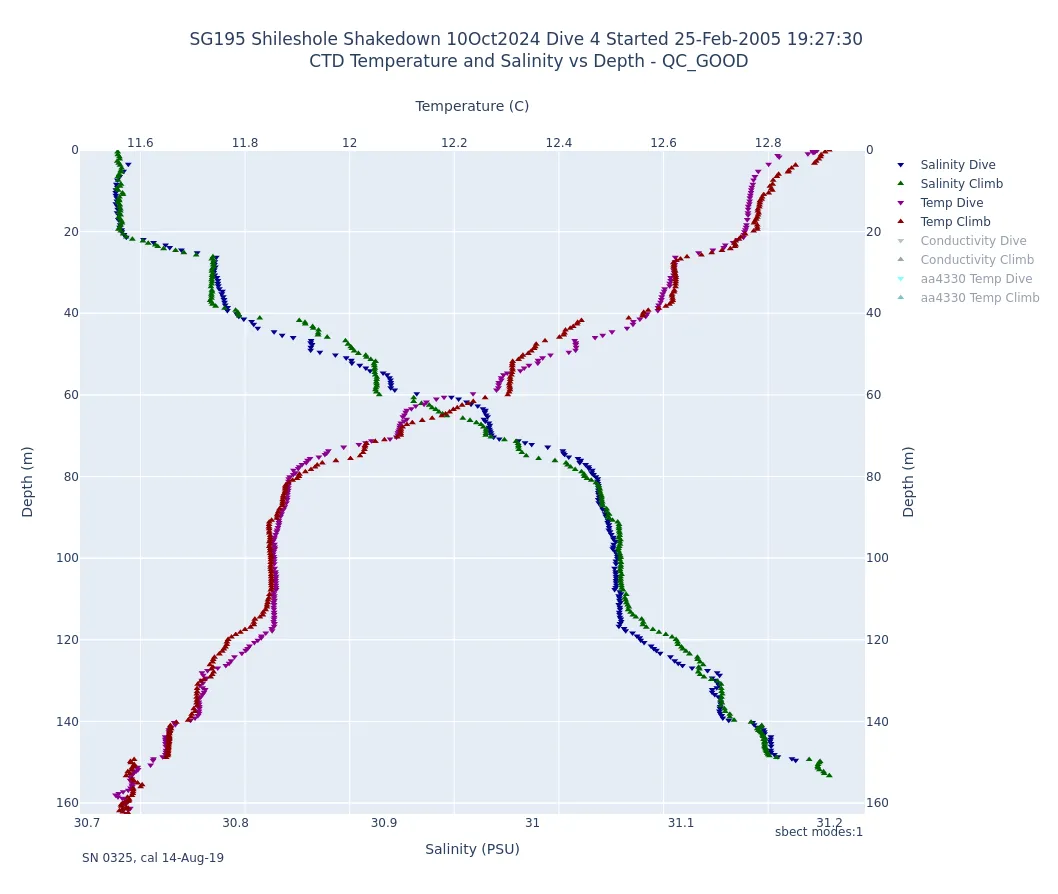 SG195 Shileshole Shakedown 10Oct2024 Dive 4 Started 25-Feb-2005 19:27:30
CTD Temperature and Salinity vs Depth - QC_GOOD
Temperature (C)
11.6 11.8 12 12.2 12.4 12.6 12.8
0 0
20 20
40 40
60 60
80 80
100 100
120 120
140 140
160 160
Depth (m)
Depth (m)
Salinity Dive
Salinity Climb
Temp Dive
Temp Climb
Conductivity Dive
Conductivity Climb
aa4330 Temp Dive
aa4330 Temp Climb
30.7 30.8 30.9 31 31.1 31.2
sbect modes:1
Salinity (PSU)
SN 0325, cal 14-Aug-19